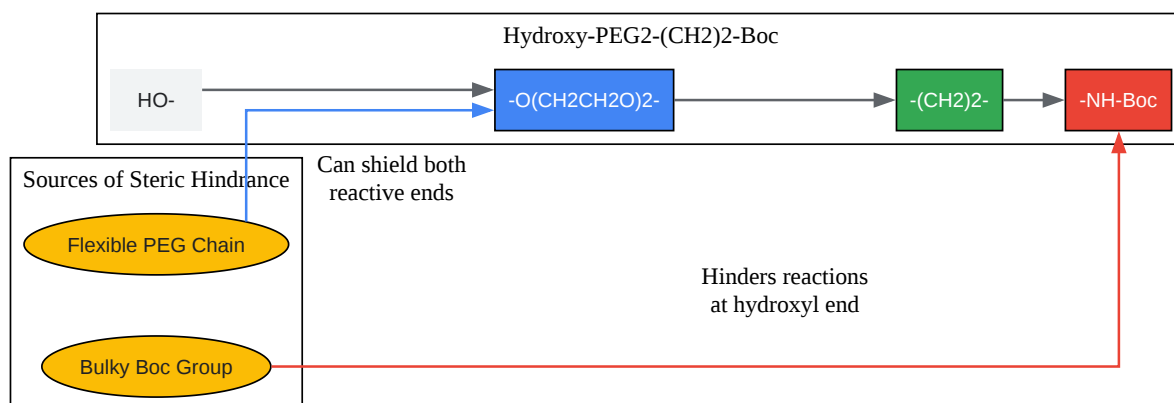 Hydroxy-PEG2-(CH2)2-Boc
HO-
-O(CH2CH2O)2-
-(CH2)2-
-NH-Boc
Can shield both
reactive ends
Sources of Steric Hindrance
Flexible PEG Chain
Hinders reactions
at hydroxyl end
Bulky Boc Group